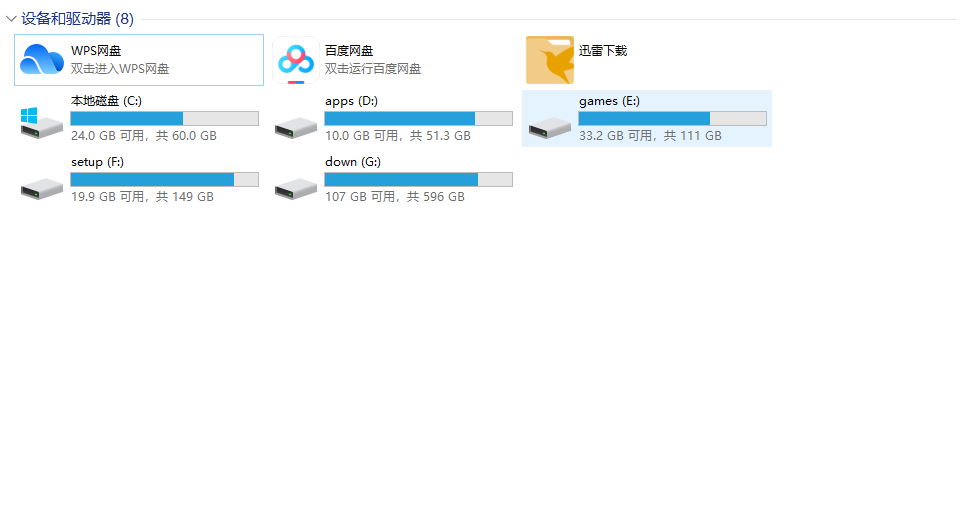 设备和驱动器 (8)
WPS网盘
双击进入WPS网盘
百度网盘
双击运行百度网盘
迅雷下载
本地磁盘 (C:)
24.0 GB 可用，共 60.0 GB
apps (D:)
10.0 GB 可用，共 51.3 GB
games (E:)
33.2 GB 可用，共 111 GB
setup (F:)
19.9 GB 可用，共 149 GB
down (G:)
107 GB 可用，共 596 GB